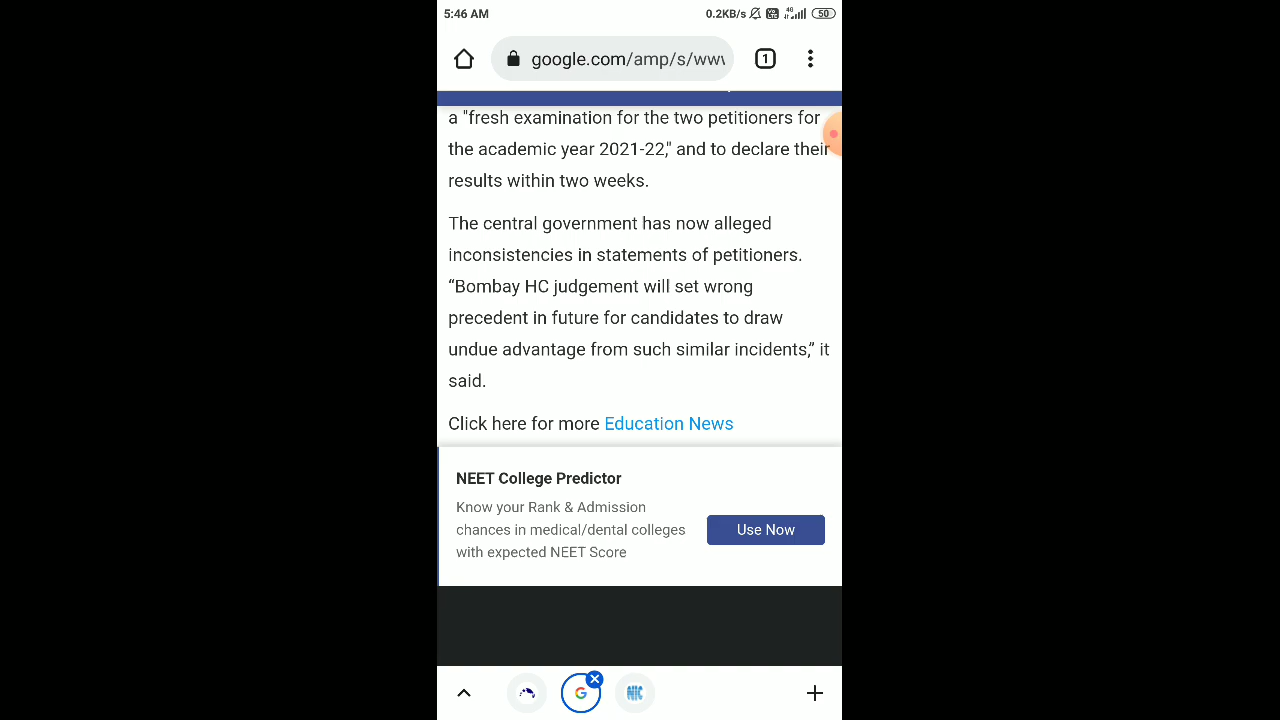 5:46 AM
0.2KB/s
4G
50
google.com/amp/s/www
1
a "fresh examination for the two petitioners for
the academic year 2021-22," and to declare their
results within two weeks.
The central government has now alleged
inconsistencies in statements of petitioners.
“Bombay HC judgement will set wrong
precedent in future for candidates to draw
undue advantage from such similar incidents,” it
said.
Click here for more Education News
NEET College Predictor
Know your Rank & Admission
chances in medical/dental colleges
with expected NEET Score
Use Now
G
NIC